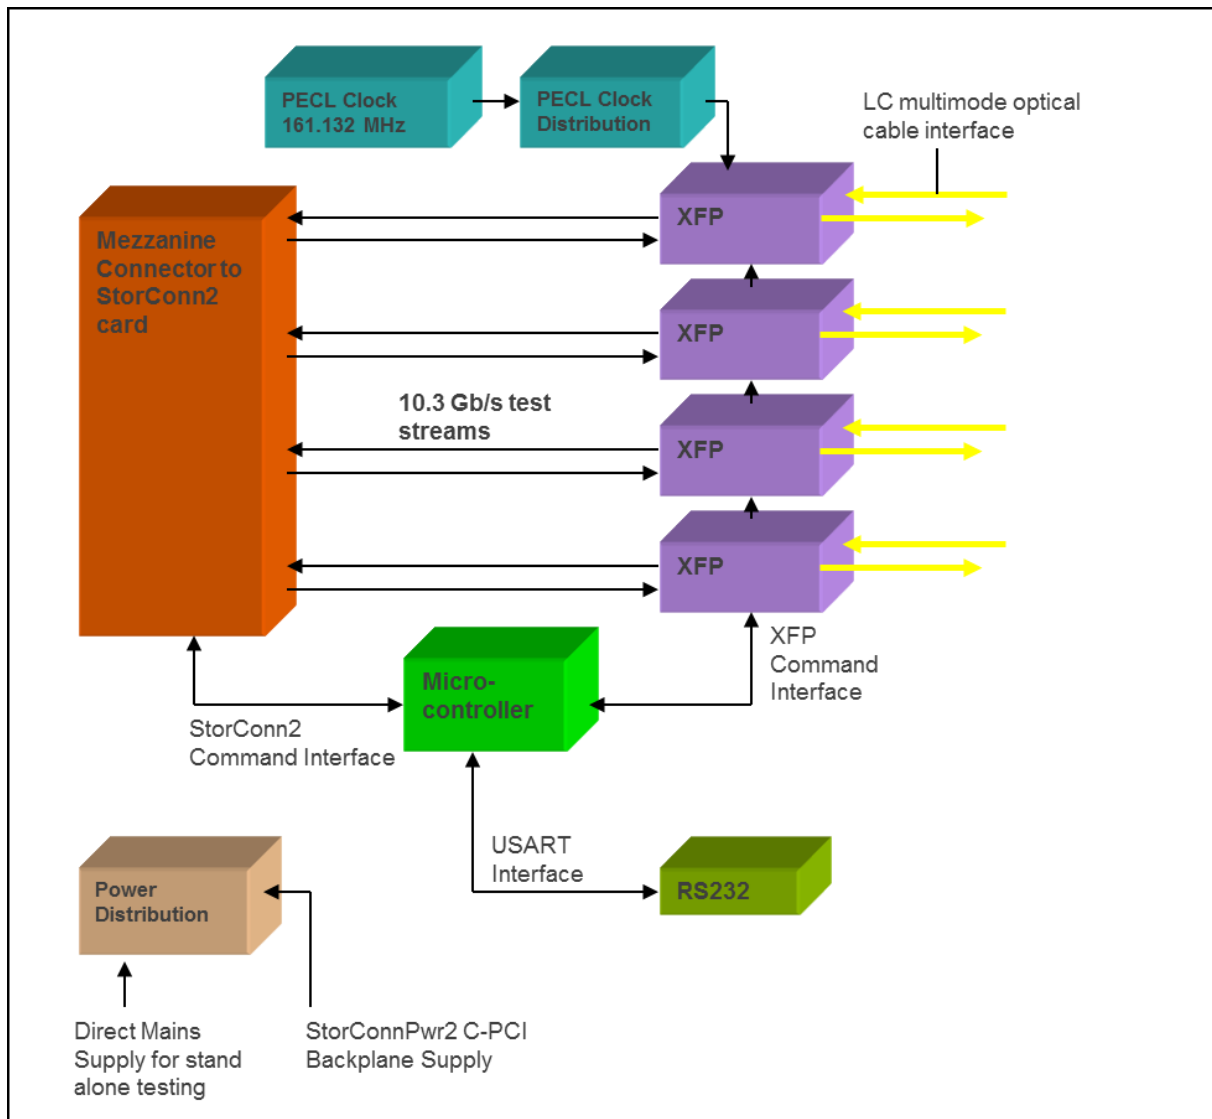 PECL Clock
161.132 MHz
PECL Clock
Distribution
LC multimode optical
cable interface
Mezzanine
Connector to
StorConn2
card
XFP
XFP
10.3 Gb/s test
streams
XFP
XFP
XFP
Command
Interface
Micro-
controller
StorConn2
Command Interface
USART
Interface
RS232
Power
Distribution
Direct Mains
Supply for stand
alone testing
StorConnPwr2 C-PCI
Backplane Supply